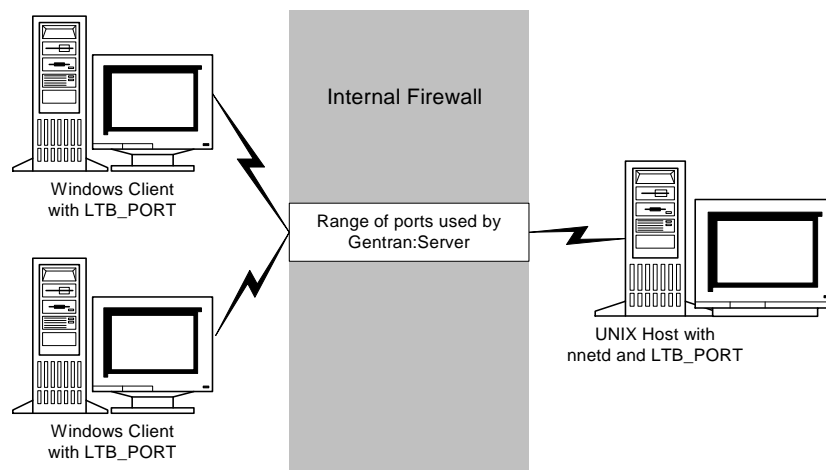 Internal Firewall
Windows Client
with LTB_PORT
Range of ports used by
Gentran:Server
UNIX Host with
nnetd and LTB_PORT
Windows Client
with LTB_PORT